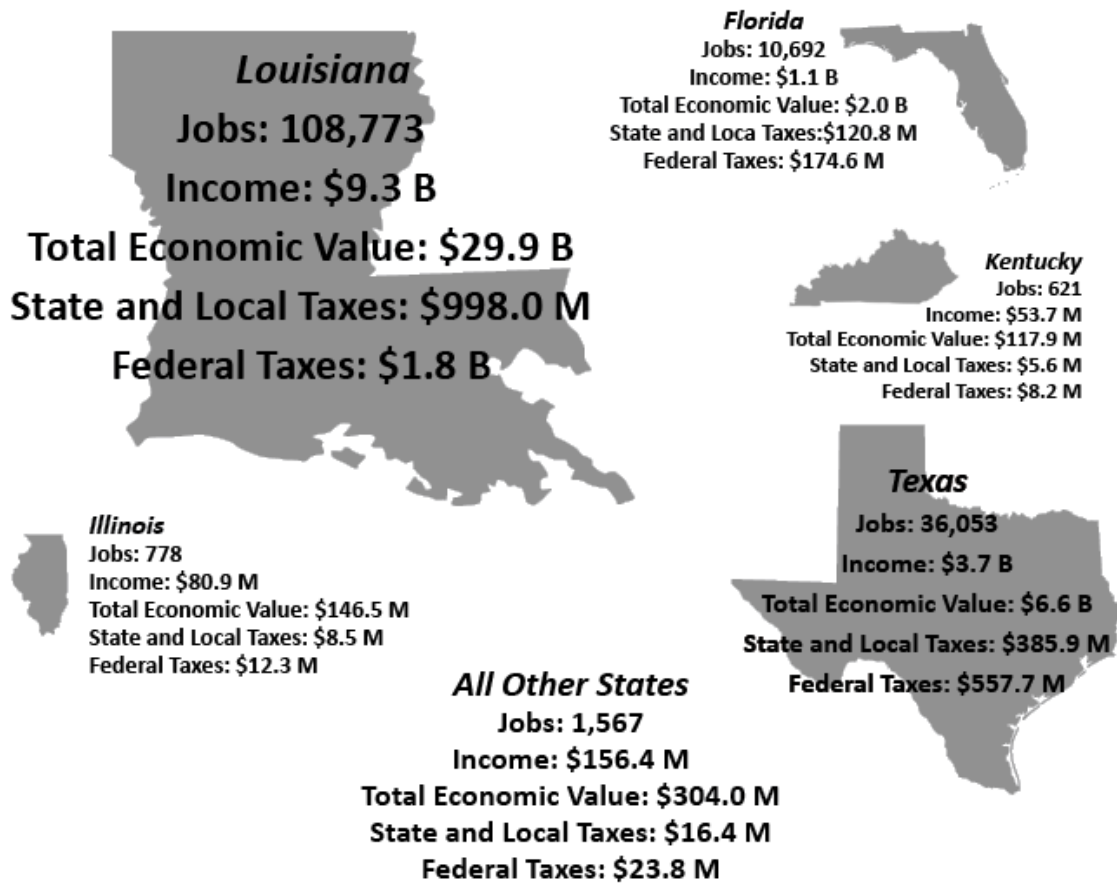 Louisiana
Jobs: 108,773
Income: $9.3 B
Total Economic Value: $29.9 B
State and Local Taxes: $998.0 M
Federal Taxes: $1.8 B
Florida
Jobs: 10,692
Income: $1.1 B
Total Economic Value: $2.0 B
State and Loca Taxes:$120.8 M
Federal Taxes: $174.6 M
Kentucky
Jobs: 621
Income: $53.7 M
Total Economic Value: $117.9 M
State and Local Taxes: $5.6 M
Federal Taxes: $8.2 M
Illinois
Jobs: 778
Income: $80.9 M
Total Economic Value: $146.5 M
State and Local Taxes: $8.5 M
Federal Taxes: $12.3 M
Texas
Jobs: 36,053
Income: $3.7 B
Total Economic Value: $6.6 B
State and Local Taxes: $385.9 M
Federal Taxes: $557.7 M
All Other States
Jobs: 1,567
Income: $156.4 M
Total Economic Value: $304.0 M
State and Local Taxes: $16.4 M
Federal Taxes: $23.8 M